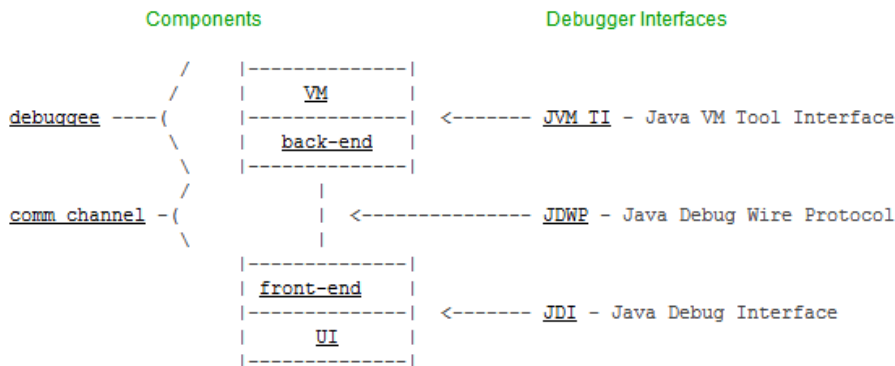 Components Debugger Interfaces
/ |--------------|
/ | VM |
debuggee ----( |--------------| <------- JVM TI - Java VM Tool Interface
\ | back-end |
\ |--------------|
/ |
comm channel -( | <--------------- JDWP - Java Debug Wire Protocol
\ |
|--------------|
| front-end |
|--------------| <------- JDI - Java Debug Interface
| UI |
|--------------|